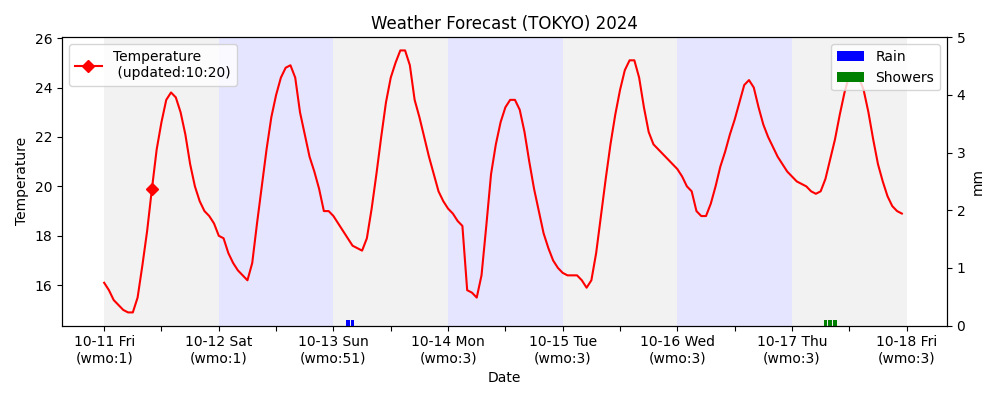 Weather Forecast (TOKYO) 2024
Temperature
(updated:10:20)
Rain
Showers
26
24
22
20
18
16
Temperature
5
4
3
2
1
0
mm
10-11 Fri
(wmo:1)
10-12 Sat
(wmo:1)
10-13 Sun
(wmo:51)
10-14 Mon
(wmo:3)
10-15 Tue
(wmo:3)
10-16 Wed
(wmo:3)
10-17 Thu
(wmo:3)
10-18 Fri
(wmo:3)
Date